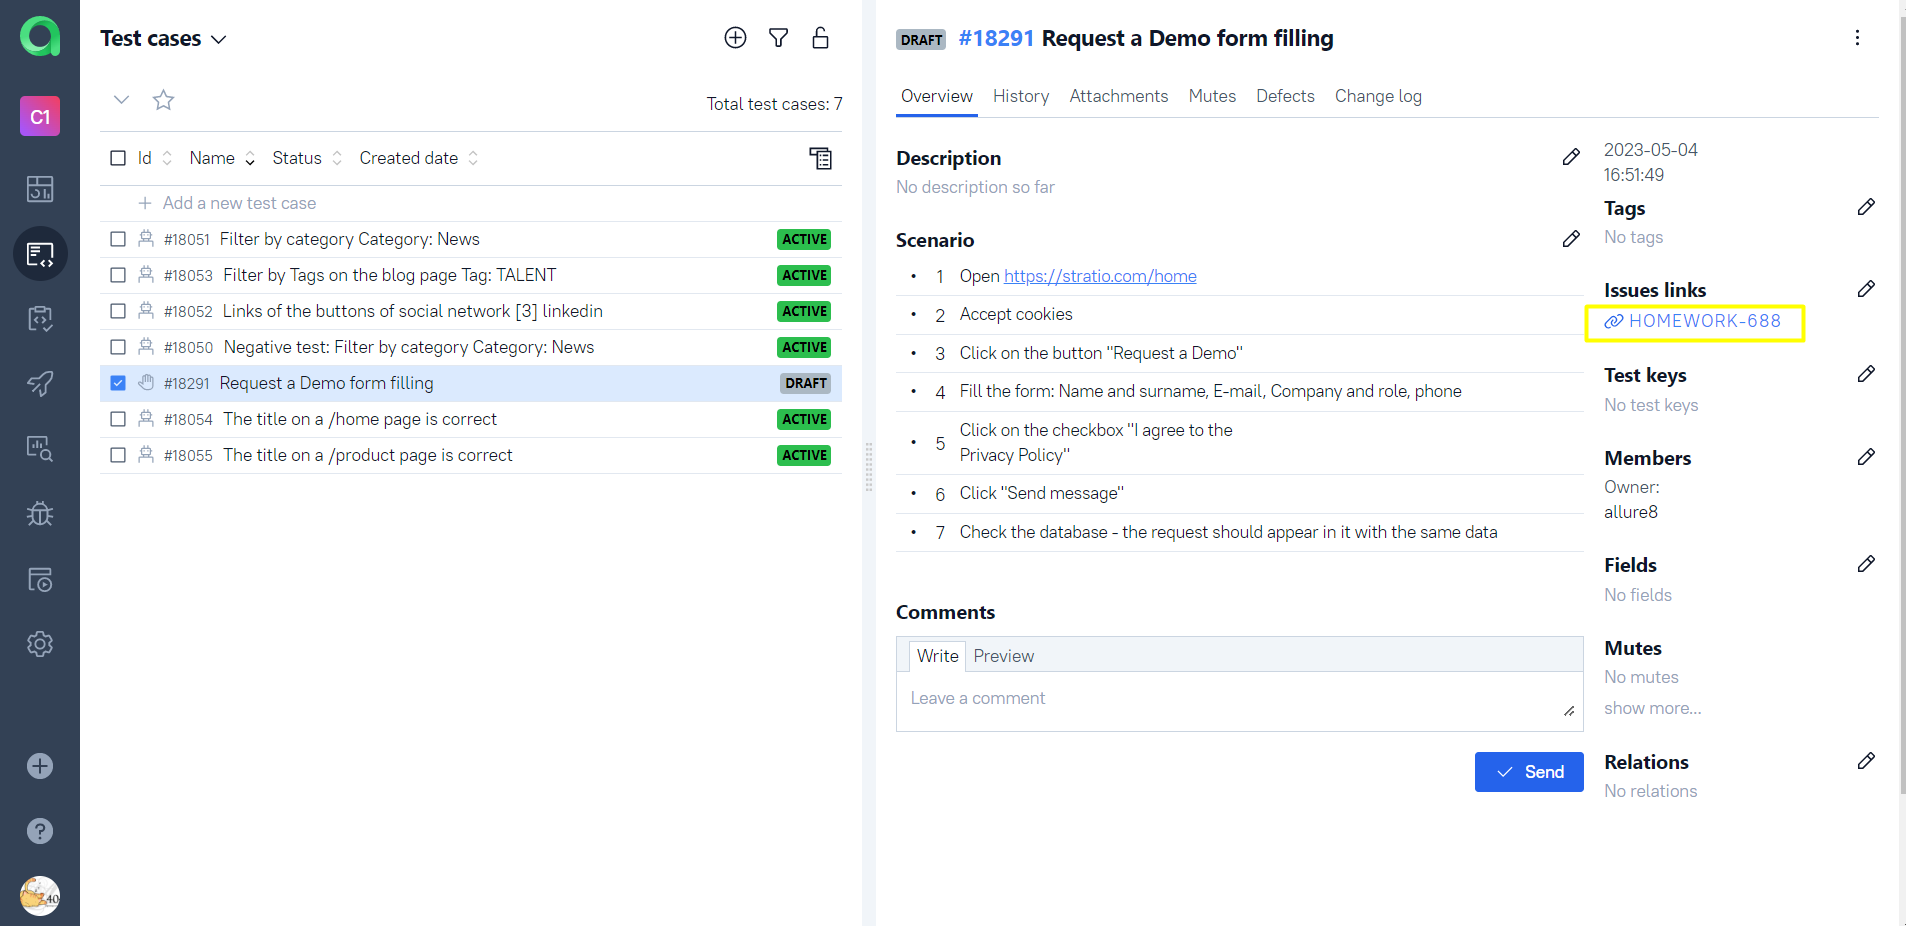 C1
40
Test cases
Total test cases: 7
Id Name Status Created date
Add a new test case
#18051 Filter by category Category: News ACTIVE
#18053 Filter by Tags on the blog page Tag: TALENT ACTIVE
#18052 Links of the buttons of social network [3] linkedin ACTIVE
#18050 Negative test: Filter by category Category: News ACTIVE
#18291 Request a Demo form filling DRAFT
#18054 The title on a /home page is correct ACTIVE
#18055 The title on a /product page is correct ACTIVE
DRAFT #18291 Request a Demo form filling
Overview History Attachments Mutes Defects Change log
Description
No description so far
Scenario
• 1 Open https://stratio.com/home
• 2 Accept cookies
• 3 Click on the button "Request a Demo"
• 4 Fill the form: Name and surname, E-mail, Company and role, phone
• 5 Click on the checkbox "I agree to the
Privacy Policy"
• 6 Click "Send message"
• 7 Check the database - the request should appear in it with the same data
Comments
Write Preview
Leave a comment
Send
2023-05-04
16:51:49
Tags
No tags
Issues links
HOMEWORK-688
Test keys
No test keys
Members
Owner:
allure8
Fields
No fields
Mutes
No mutes
show more...
Relations
No relations